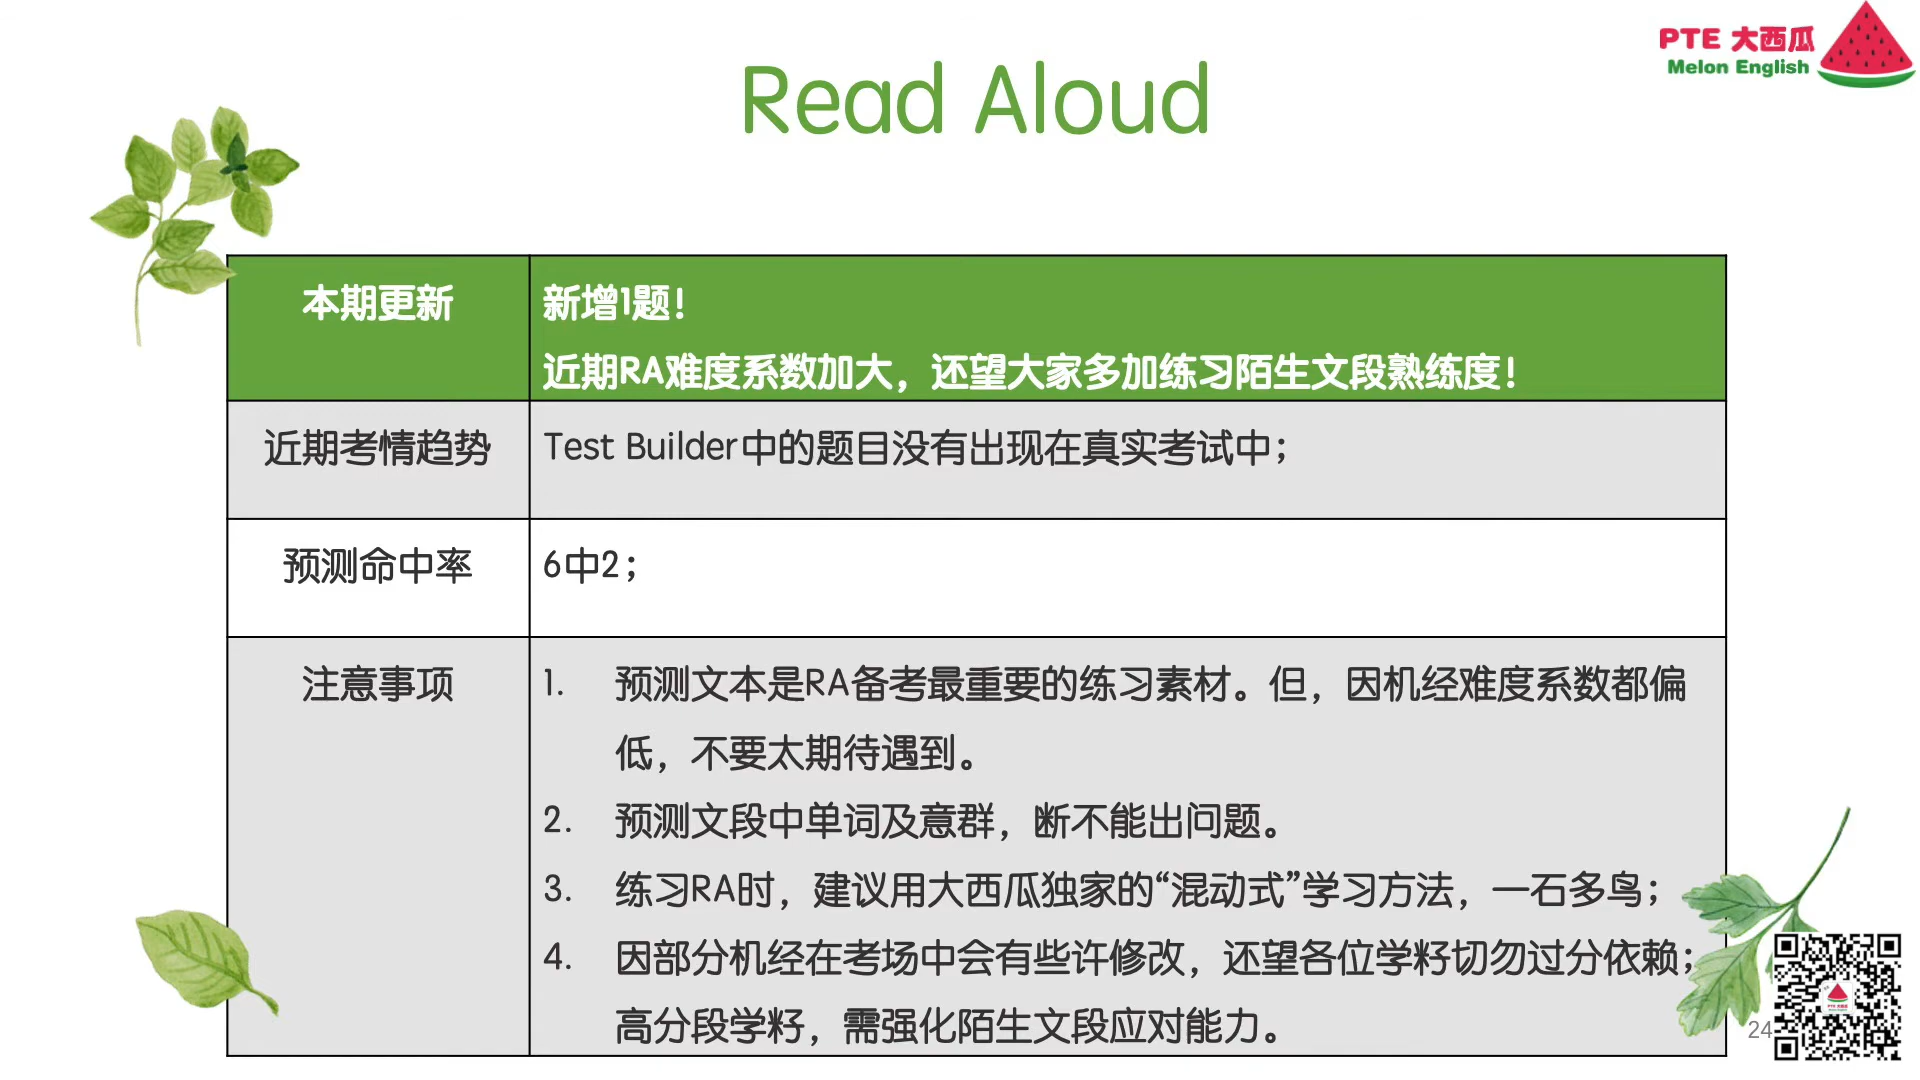 PTE 大西瓜
Melon English
Read Aloud
本期更新
新增1题！
近期RA难度系数加大，还望大家多加练习陌生文段熟练度！
近期考情趋势
Test Builder中的题目没有出现在真实考试中；
预测命中率
6中2；
注意事项
1. 预测文本是RA备考最重要的练习素材。但，因机经难度系数都偏
低，不要太期待遇到。
2. 预测文段中单词及意群，断不能出问题。
3. 练习RA时，建议用大西瓜独家的“混动式”学习方法，一石多鸟；
4. 因部分机经在考场中会有些许修改，还望各位学籽切勿过分依赖；
高分段学籽，需强化陌生文段应对能力。
24